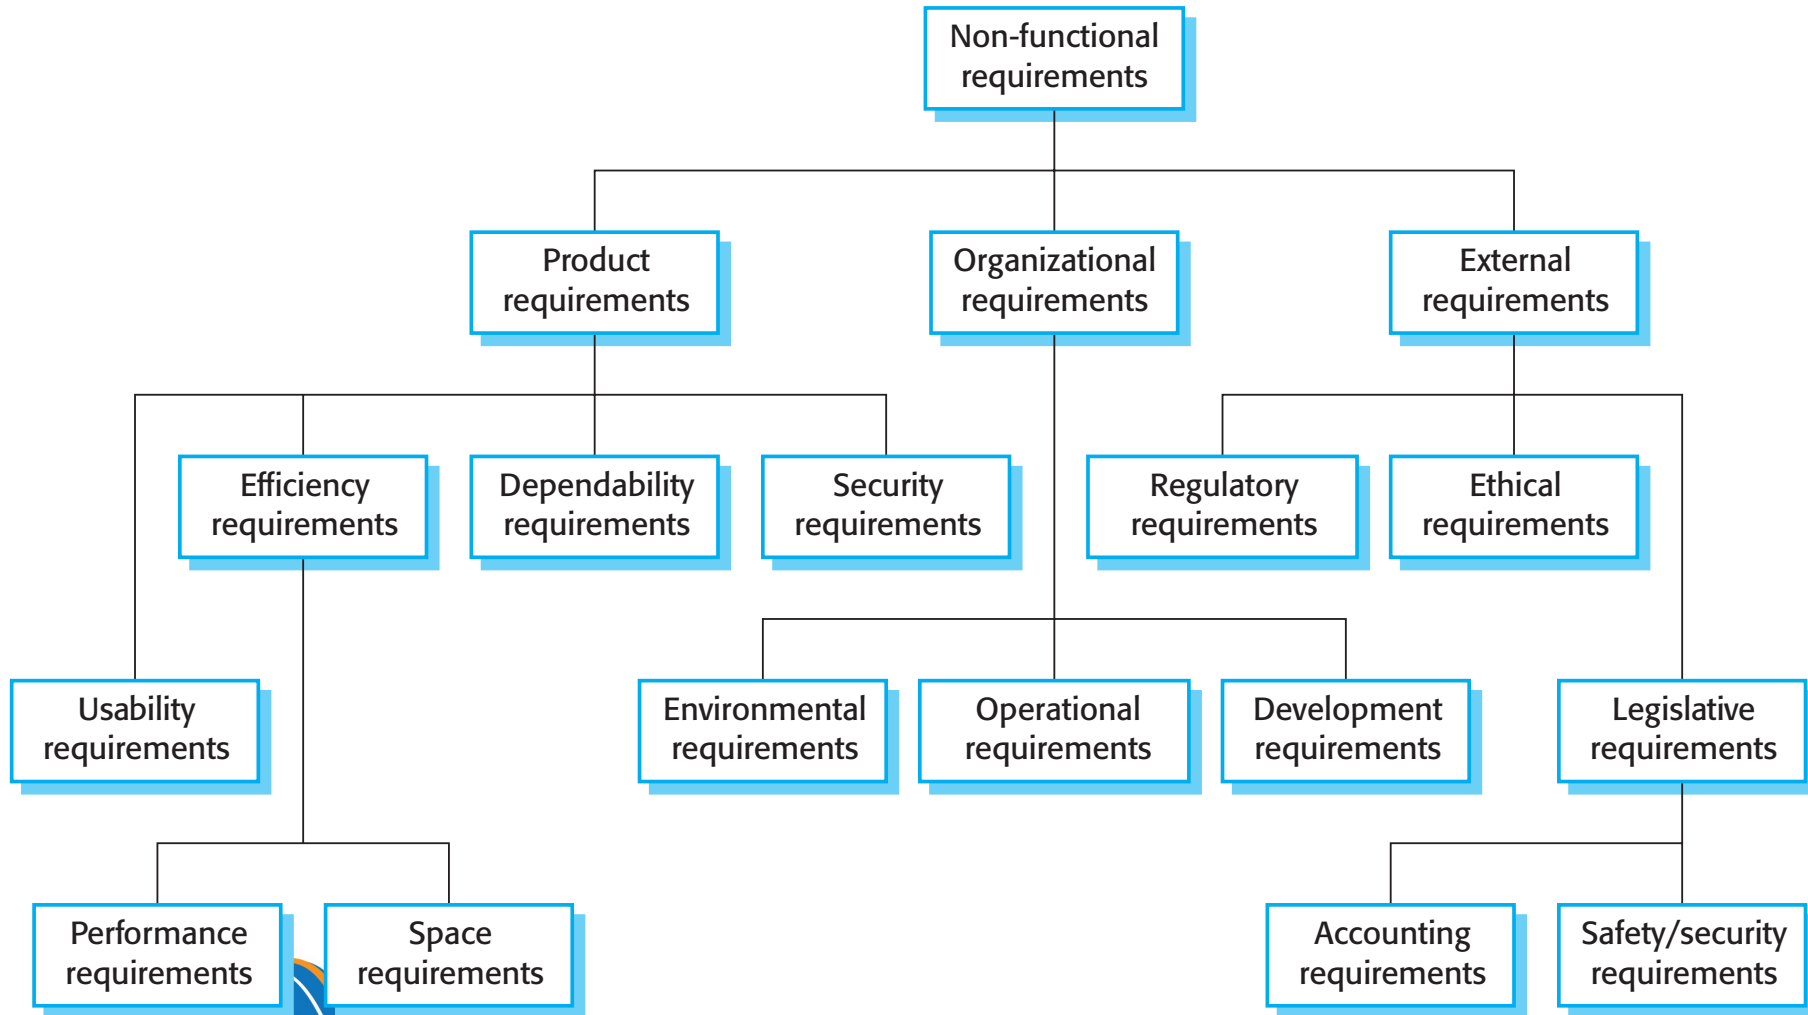 Non-functional
requirements
Product
requirements
Organizational
requirements
External
requirements
Efficiency
requirements
Dependability
requirements
Security
requirements
Regulatory
requirements
Ethical
requirements
Usability
requirements
Environmental
requirements
Operational
requirements
Development
requirements
Legislative
requirements
Performance
requirements
Space
requirements
Accounting
requirements
Safety/security
requirements